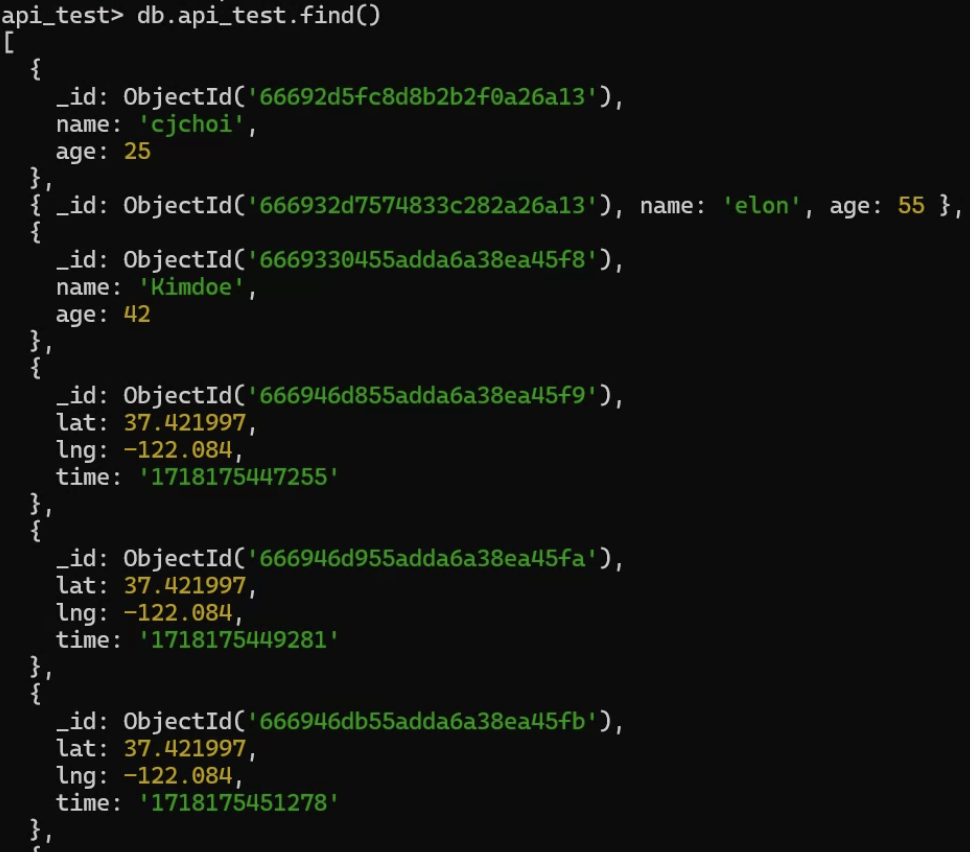 api_test> db.api_test.find()
[
  {
    _id: ObjectId('66692d5fc8d8b2b2f0a26a13'),
    name: 'cjchoi',
    age: 25
  },
  { _id: ObjectId('666932d7574833c282a26a13'), name: 'elon', age: 55 },
  {
    _id: ObjectId('6669330455adda6a38ea45f8'),
    name: 'Kimdoe',
    age: 42
  },
  {
    _id: ObjectId('666946d855adda6a38ea45f9'),
    lat: 37.421997,
    lng: -122.084,
    time: '1718175447255'
  },
  {
    _id: ObjectId('666946d955adda6a38ea45fa'),
    lat: 37.421997,
    lng: -122.084,
    time: '1718175449281'
  },
  {
    _id: ObjectId('666946db55adda6a38ea45fb'),
    lat: 37.421997,
    lng: -122.084,
    time: '1718175451278'
  },
  {